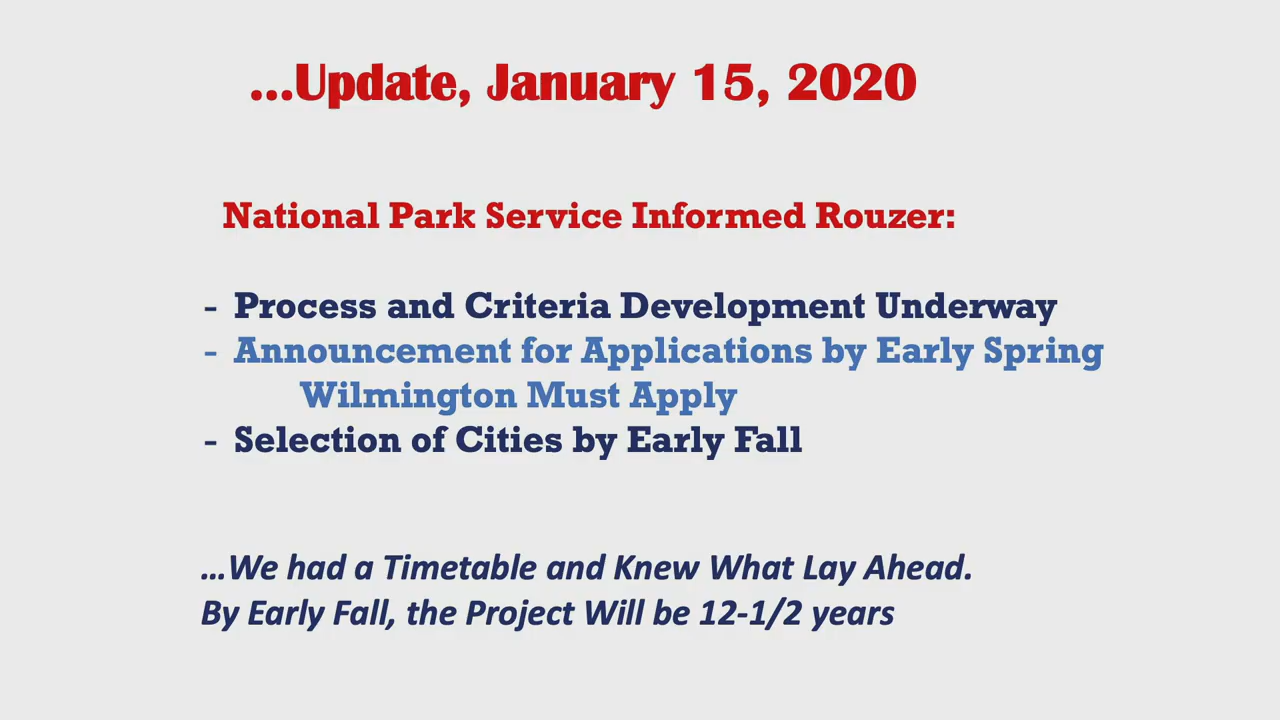 ...Update, January 15, 2020
National Park Service Informed Rouzer:
- Process and Criteria Development Underway
- Announcement for Applications by Early Spring
Wilmington Must Apply
- Selection of Cities by Early Fall
...We had a Timetable and Knew What Lay Ahead.
By Early Fall, the Project Will be 12-1/2 years